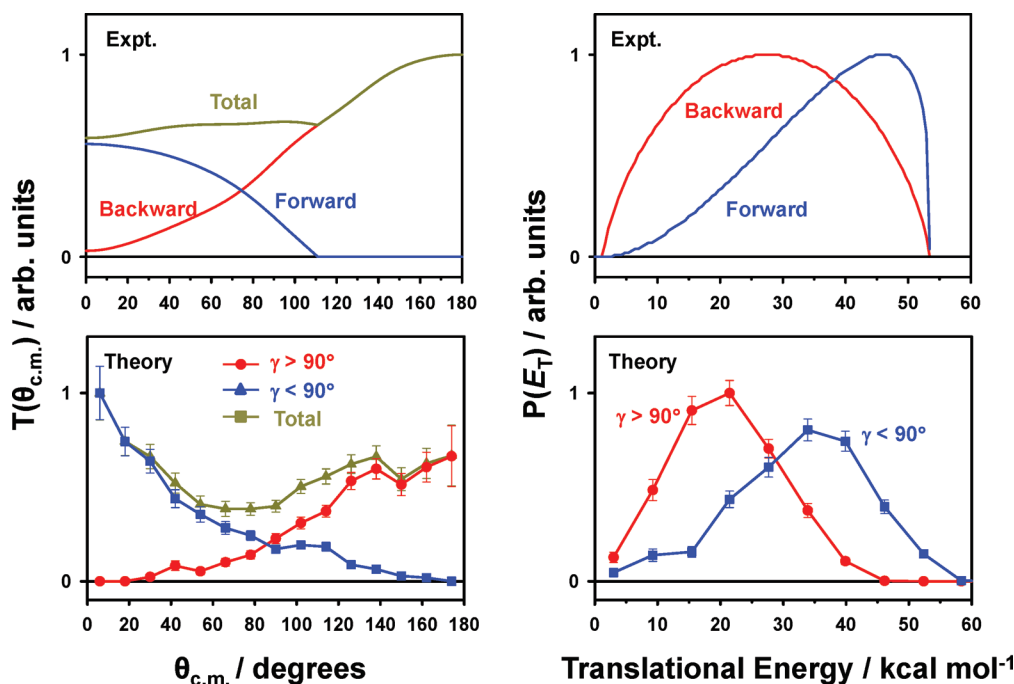 Expt.
1
Total
Backward
Forward
0
0 20 40 60 80 100 120 140 160 180
Expt.
1
Backward
Forward
0
0 10 20 30 40 50 60
T(θc.m.) / arb. units
P(ET) / arb. units
Theory
γ > 90°
γ < 90°
Total
1
0
0 20 40 60 80 100 120 140 160 180
θc.m. / degrees
Theory
1
γ > 90°
γ < 90°
0
0 10 20 30 40 50 60
Translational Energy / kcal mol-1